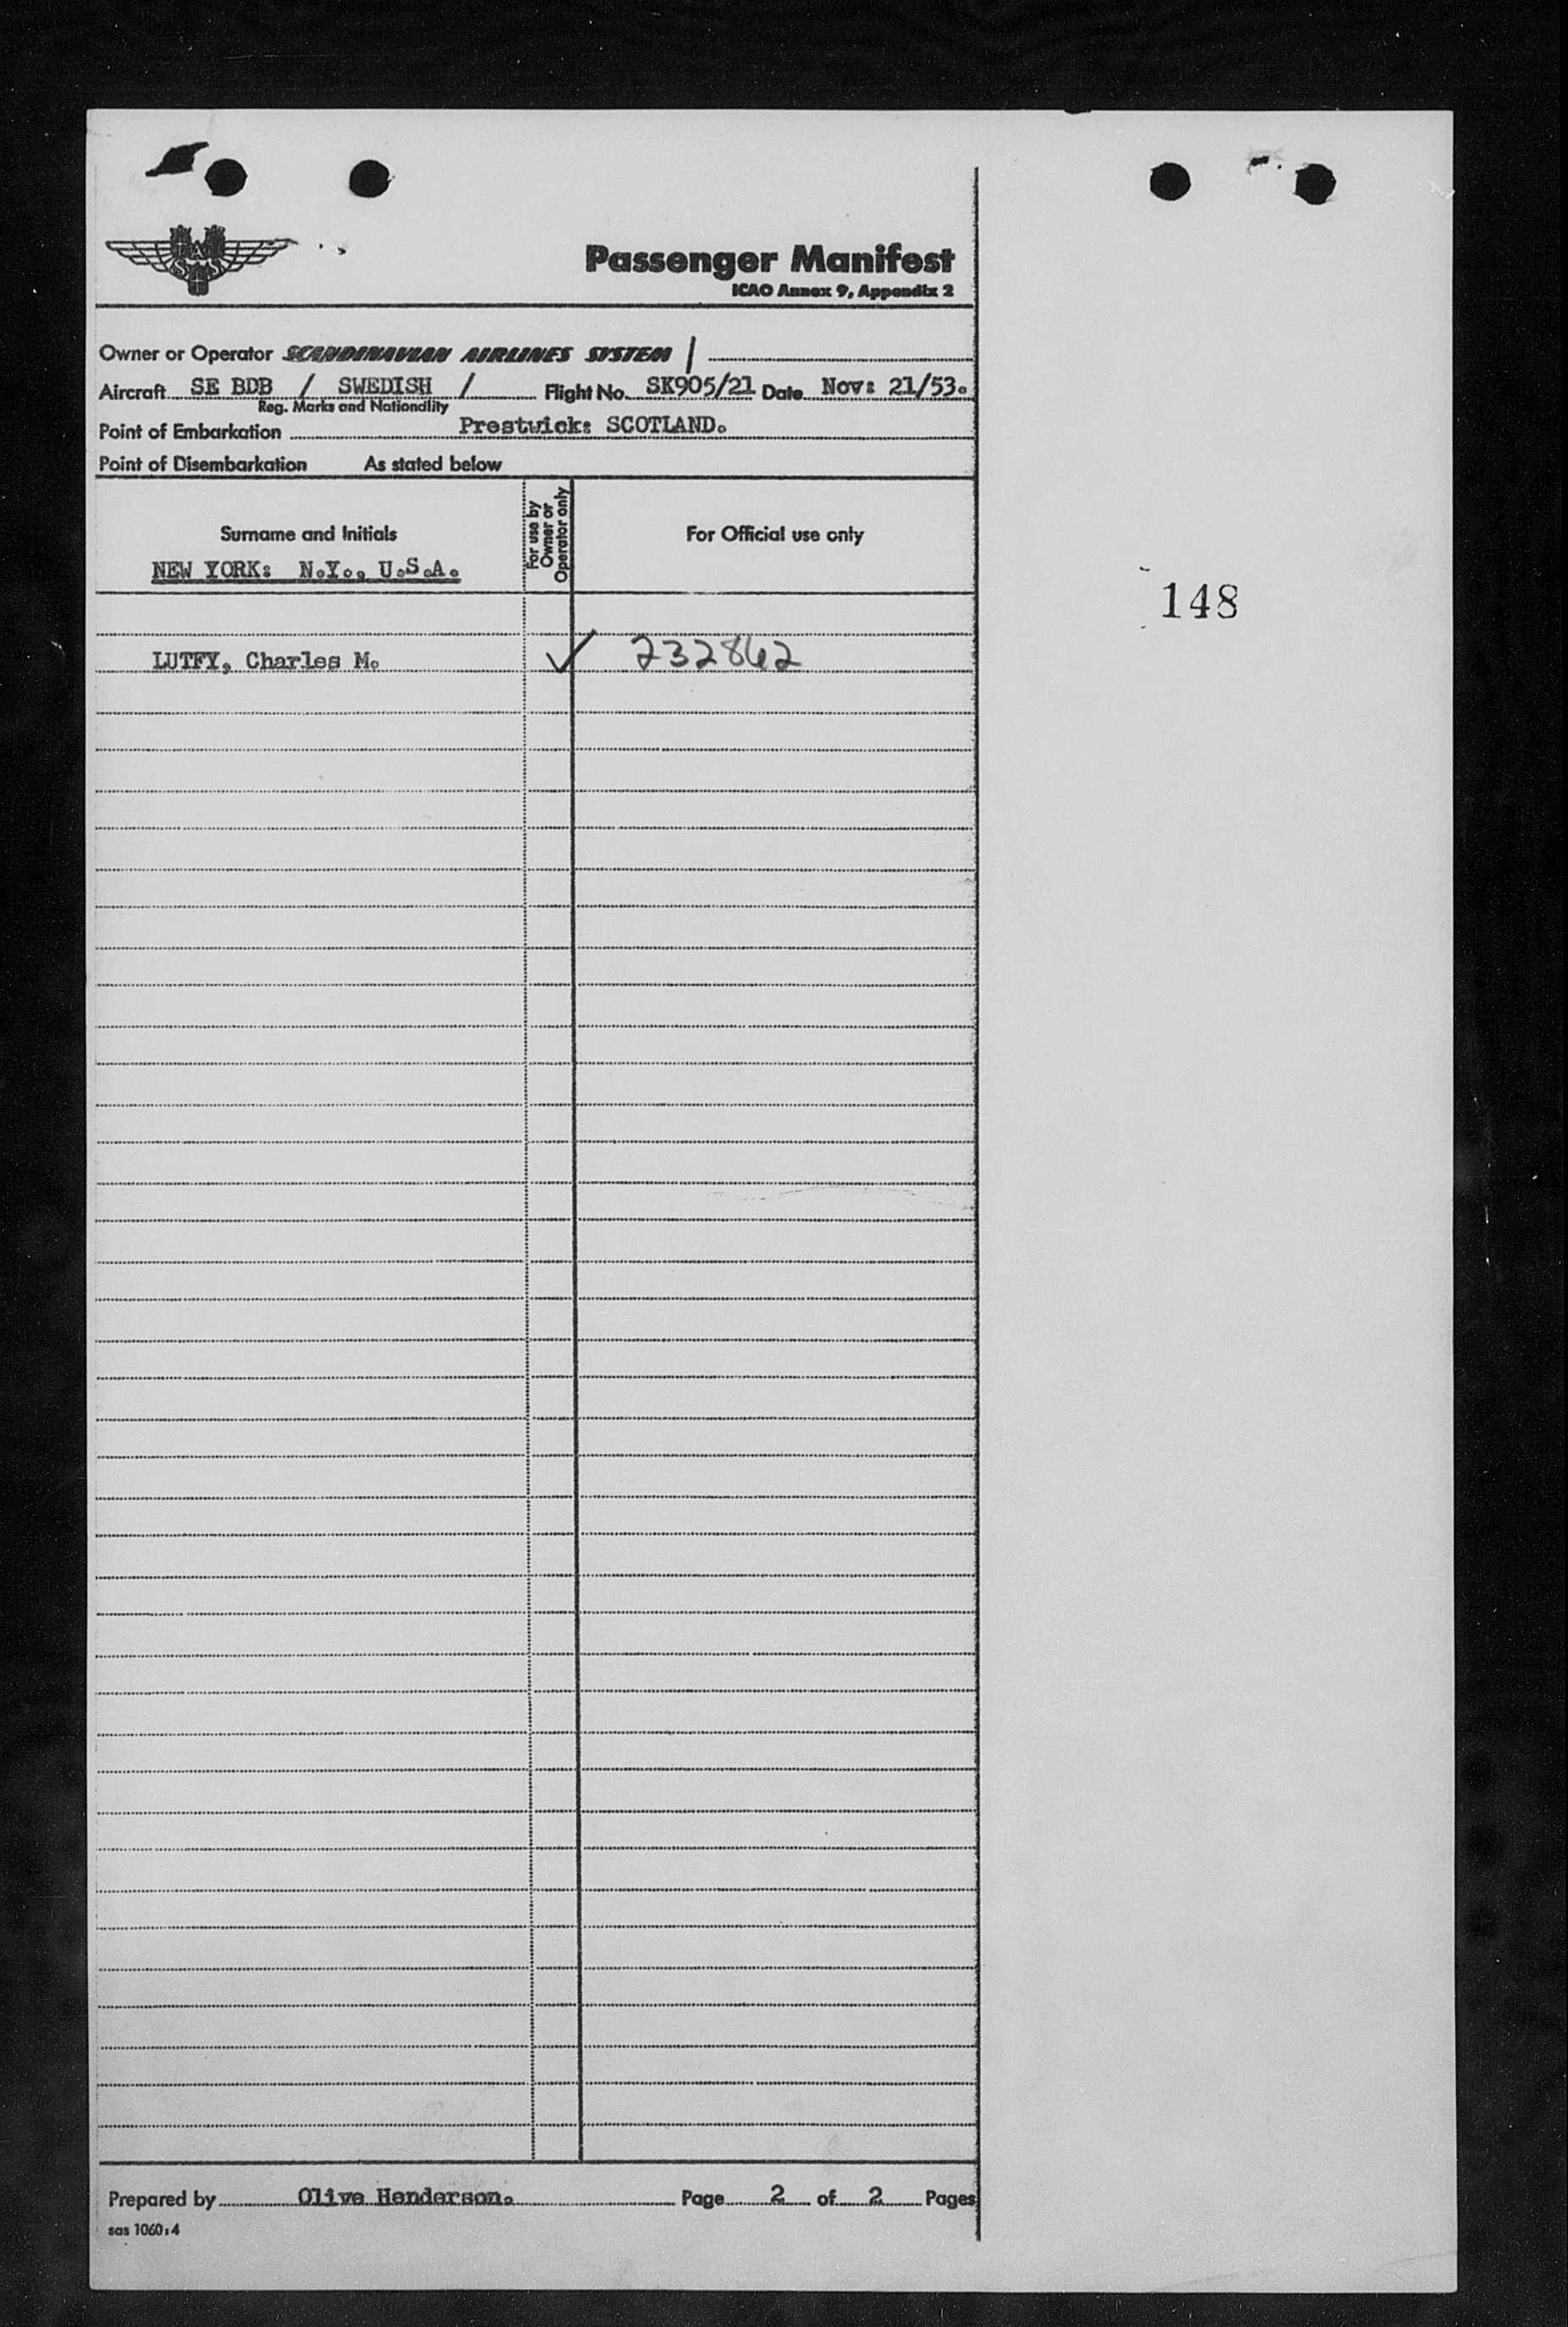 SAS
Passenger Manifest
ICAO Annex 9, Appendix 2
Owner or Operator SCANDINAVIAN AIRLINES SYSTEM /
Aircraft SE BDB / SWEDISH / Flight No. SK905/21 Date Nov: 21/53.
Reg. Marks and Nationality
Point of Embarkation Prestwick: SCOTLAND.
Point of Disembarkation As stated below
Surname and Initials
For use by Owner or Operator only
For Official use only
NEW YORK: N.Y., U.S.A.
148
LUTFY, Charles M. ✓ 232862
Prepared by Olive Henderson. Page 2 of 2 Pages
sas 1060:4